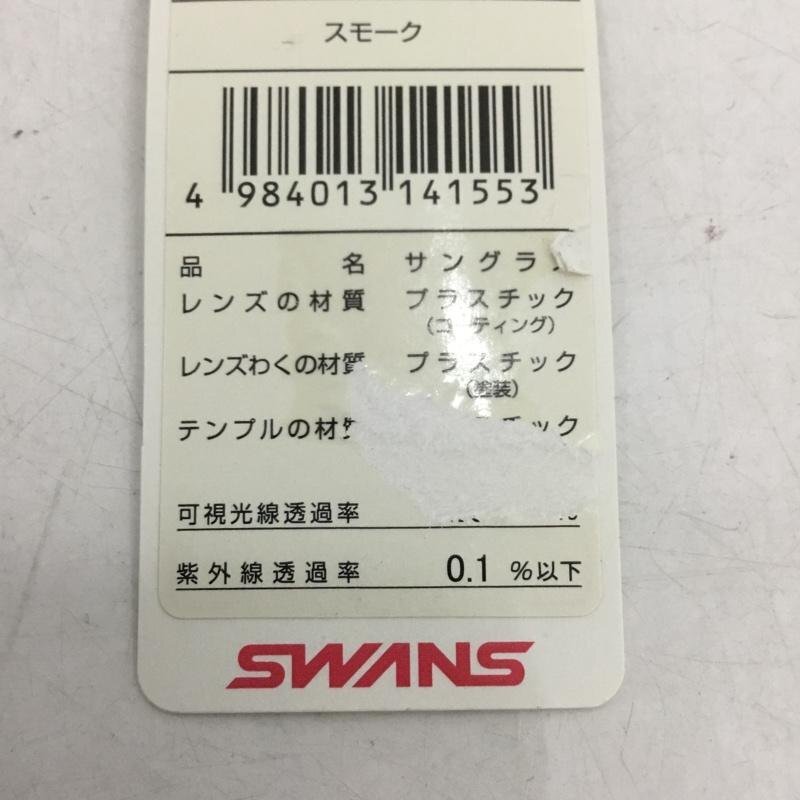 スモーク
4 984013 141553
品名 サングラ
レンズの材質 プラスチック
(コーティング)
レンズわくの材質 プラスチック
(塗装)
テンプルの材質 チック
可視光線透過率
紫外線透過率 0.1 %以下
SWANS